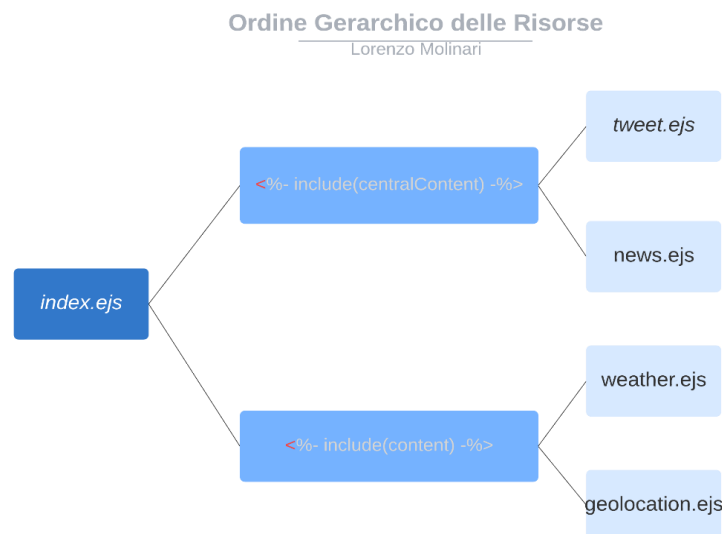 Ordine Gerarchico delle Risorse
Lorenzo Molinari
tweet.ejs
<%- include(centralContent) -%>
news.ejs
index.ejs
weather.ejs
<%- include(content) -%>
geolocation.ejs